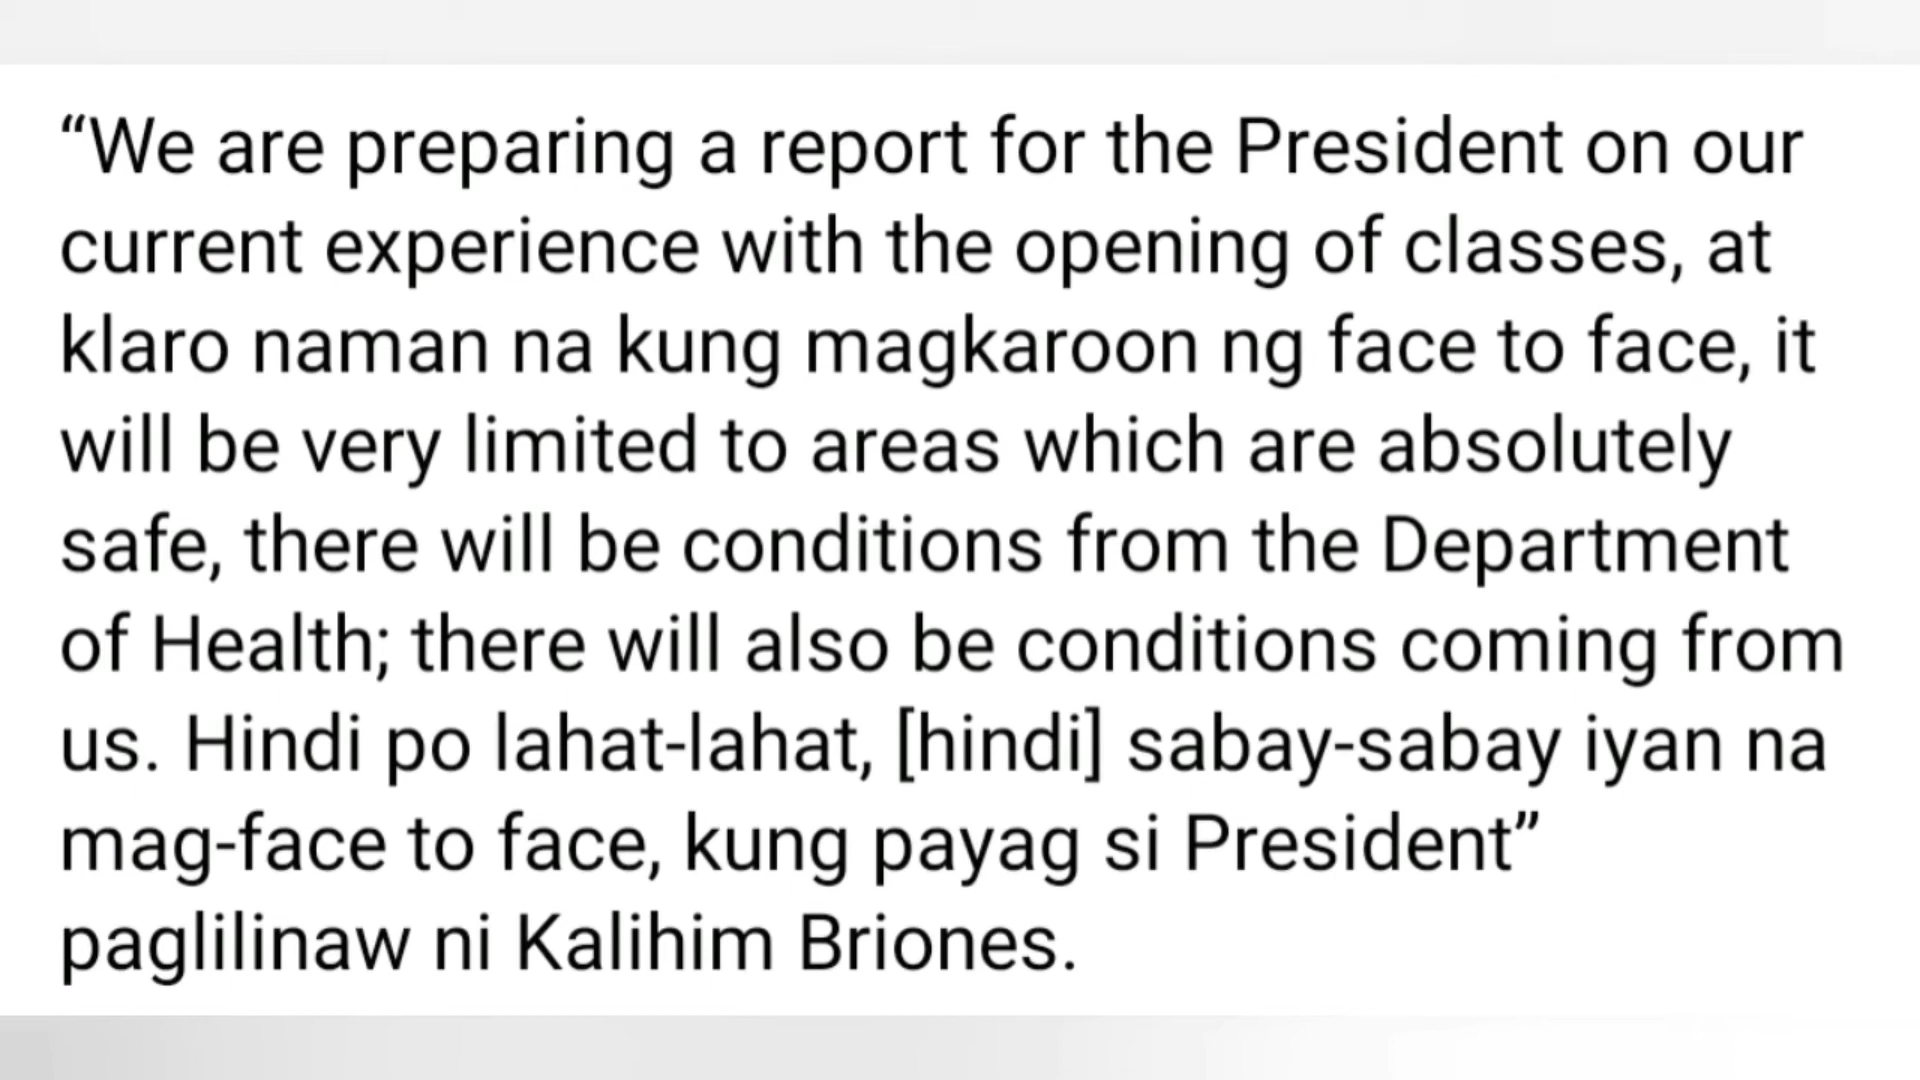 “We are preparing a report for the President on our
current experience with the opening of classes, at
klaro naman na kung magkaroon ng face to face, it
will be very limited to areas which are absolutely
safe, there will be conditions from the Department
of Health; there will also be conditions coming from
us. Hindi po lahat-lahat, [hindi] sabay-sabay iyan na
mag-face to face, kung payag si President”
paglilinaw ni Kalihim Briones.